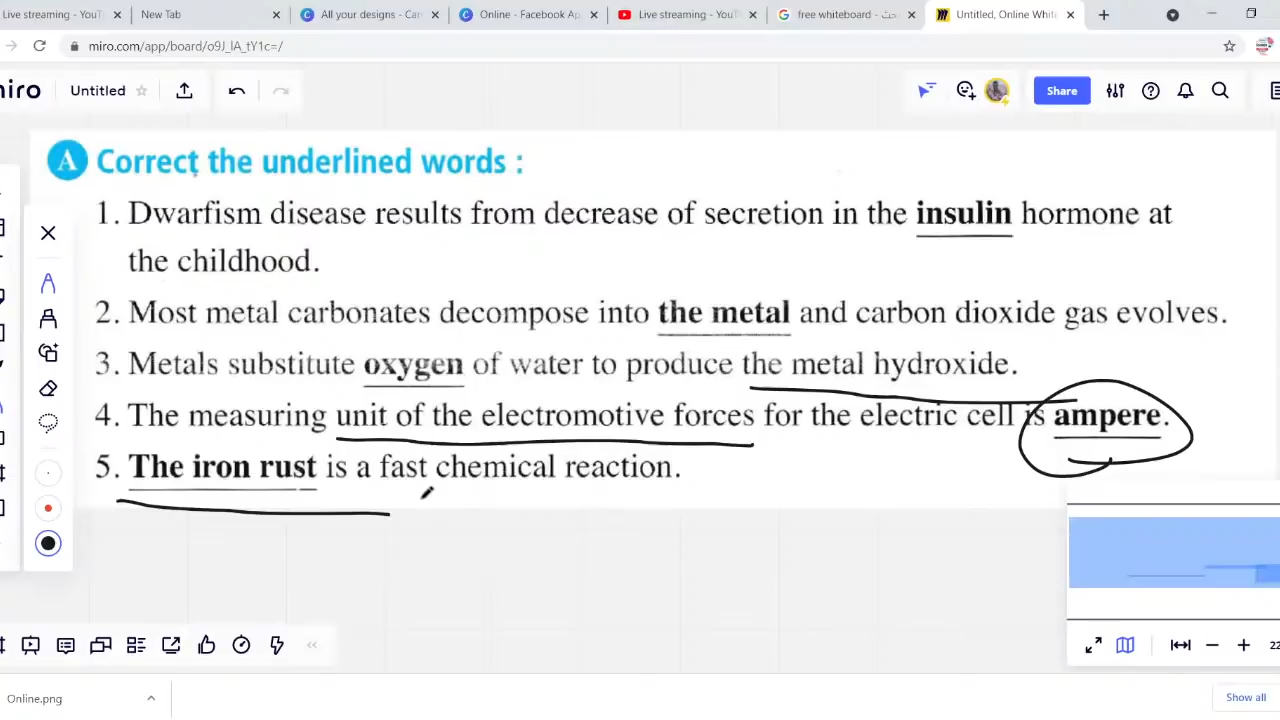 Live streaming - YouT
New Tab
All your designs - Can
Online - Facebook Ap
Live streaming - YouT
free whiteboard - بحث
Untitled, Online White
miro.com/app/board/o9J_lA_tY1c=/
miro
Untitled
Share
A Correct the underlined words :
1. Dwarfism disease results from decrease of secretion in the insulin hormone at
the childhood.
2. Most metal carbonates decompose into the metal and carbon dioxide gas evolves.
3. Metals substitute oxygen of water to produce the metal hydroxide.
4. The measuring unit of the electromotive forces for the electric cell is ampere.
5. The iron rust is a fast chemical reaction.
22
Online.png
Show all